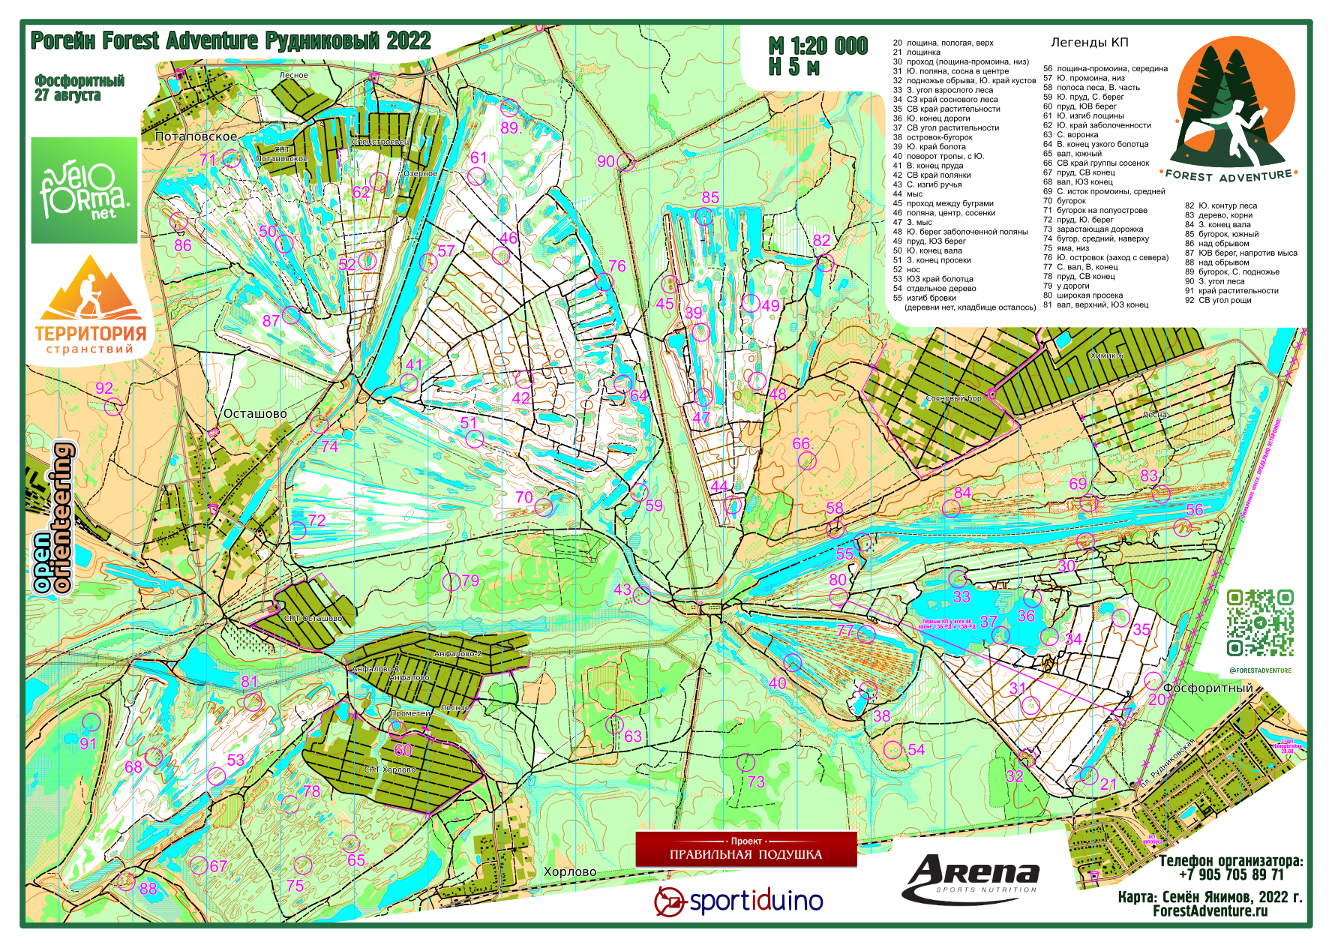 Рогейн Forest Adventure Рудниковый 2022
Фосфоритный
27 августа
М 1:20 000
H 5 м
Легенды КП
20 лощина, пологая, верх
21 лощинка
30 проход (лощина-промоина, низ)
31 Ю. поляна, сосна в центре
32 подножье обрыва, Ю. край кустов
33 З. угол взрослого леса
34 СЗ край соснового леса
35 СВ край растительности
36 Ю. конец дороги
37 СВ угол растительности
38 островок-бугорок
39 Ю. край болота
40 поворот тропы, с Ю.
41 В. конец пруда
42 СВ край полянки
43 С. изгиб ручья
44 мыс
45 проход между буграми
46 поляна, центр, сосенки
47 З. мыс
48 Ю. берег заболоченной поляны
49 пруд, ЮЗ берег
50 Ю. конец вала
51 З. конец просеки
52 нос
53 ЮЗ край болотца
54 отдельное дерево
55 изгиб бровки
(деревни нет, кладбище осталось)
56 лощина-промоина, середина
57 Ю. промоина, низ
58 полоса леса, В. часть
59 Ю. пруд, С. берег
60 пруд, ЮВ берег
61 Ю. изгиб лощины
62 Ю. край заболоченности
63 С. воронка
64 В. конец узкого болотца
65 вал, южный
66 СВ край группы сосенок
67 пруд, СВ конец
68 вал, ЮЗ конец
69 С. исток промоины, средней
70 бугорок
71 бугорок на полуострове
72 пруд, Ю. берег
73 зарастающая дорожка
74 бугор, средний, наверху
75 яма, низ
76 Ю. островок (заход с севера)
77 С. вал, В. конец
78 пруд, СВ конец
79 у дороги
80 широкая просека
81 вал, верхний, ЮЗ конец
82 Ю. контур леса
83 дерево, корни
84 З. конец вала
85 бугорок, южный
86 над обрывом
87 ЮВ берег, напротив мыса
88 над обрывом
89 бугорок, С. подножье
90 З. угол леса
91 край растительности
92 СВ угол рощи
FOREST ADVENTURE
velo
forma.
net
ТЕРРИТОРИЯ
странствий
open
orienteering
Лесное
Потаповское
СНТ
Потаповское
Озёрное
Осташово
Химик-6
Сосновый бор
Десна
СНТ Осташово
Анфалово-2
Анфалово
Лесное
Прометей
СНТ Хорлово
Хорлово
Фосфоритный
пл. Рудниковская
71
62
89
61
90
86
50
52
57
46
76
85
82
45
39
49
87
41
42
64
47
48
92
74
51
66
70
59
44
58
84
69
83
56
72
79
43
55
80
30
33
36
37
34
35
77
40
38
31
20
81
91
68
53
60
63
73
54
32
21
78
65
67
75
88
@FORESTADVENTURE
Проект
ПРАВИЛЬНАЯ ПОДУШКА
sportiduino
Arena
SPORTS NUTRITION
Телефон организатора:
+7 905 705 89 71
Карта: Семён Якимов, 2022 г.
ForestAdventure.ru